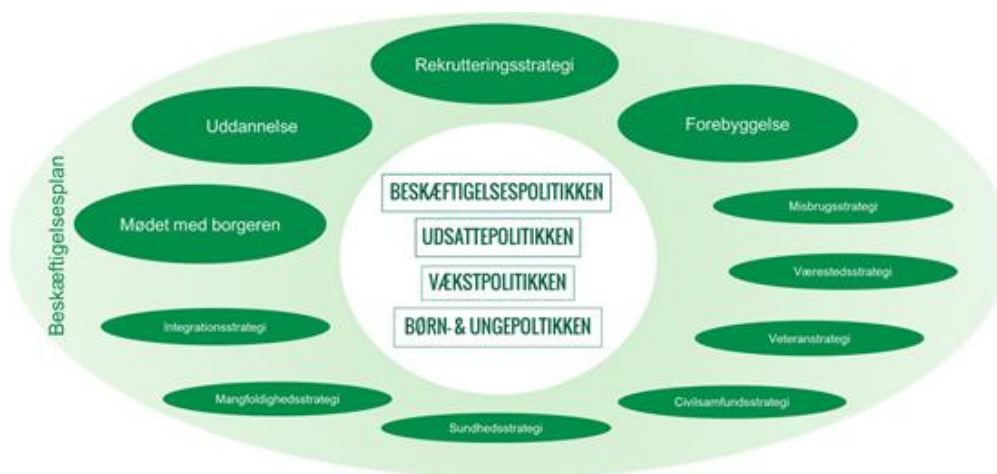 Rekrutteringsstrategi
Uddannelse
Forebyggelse
Beskæftigelsesplan
Mødet med borgeren
BESKÆFTIGELSESPOLITIKKEN
UDSATTEPOLITIKKEN
VÆKSTPOLITIKKEN
BØRN- & UNGEPOLTIKKEN
Misbrugsstrategi
Værestedsstrategi
Veteranstrategi
Integrationsstrategi
Mangfoldighedsstrategi
Sundhedsstrategi
Civilsamfundsstrategi